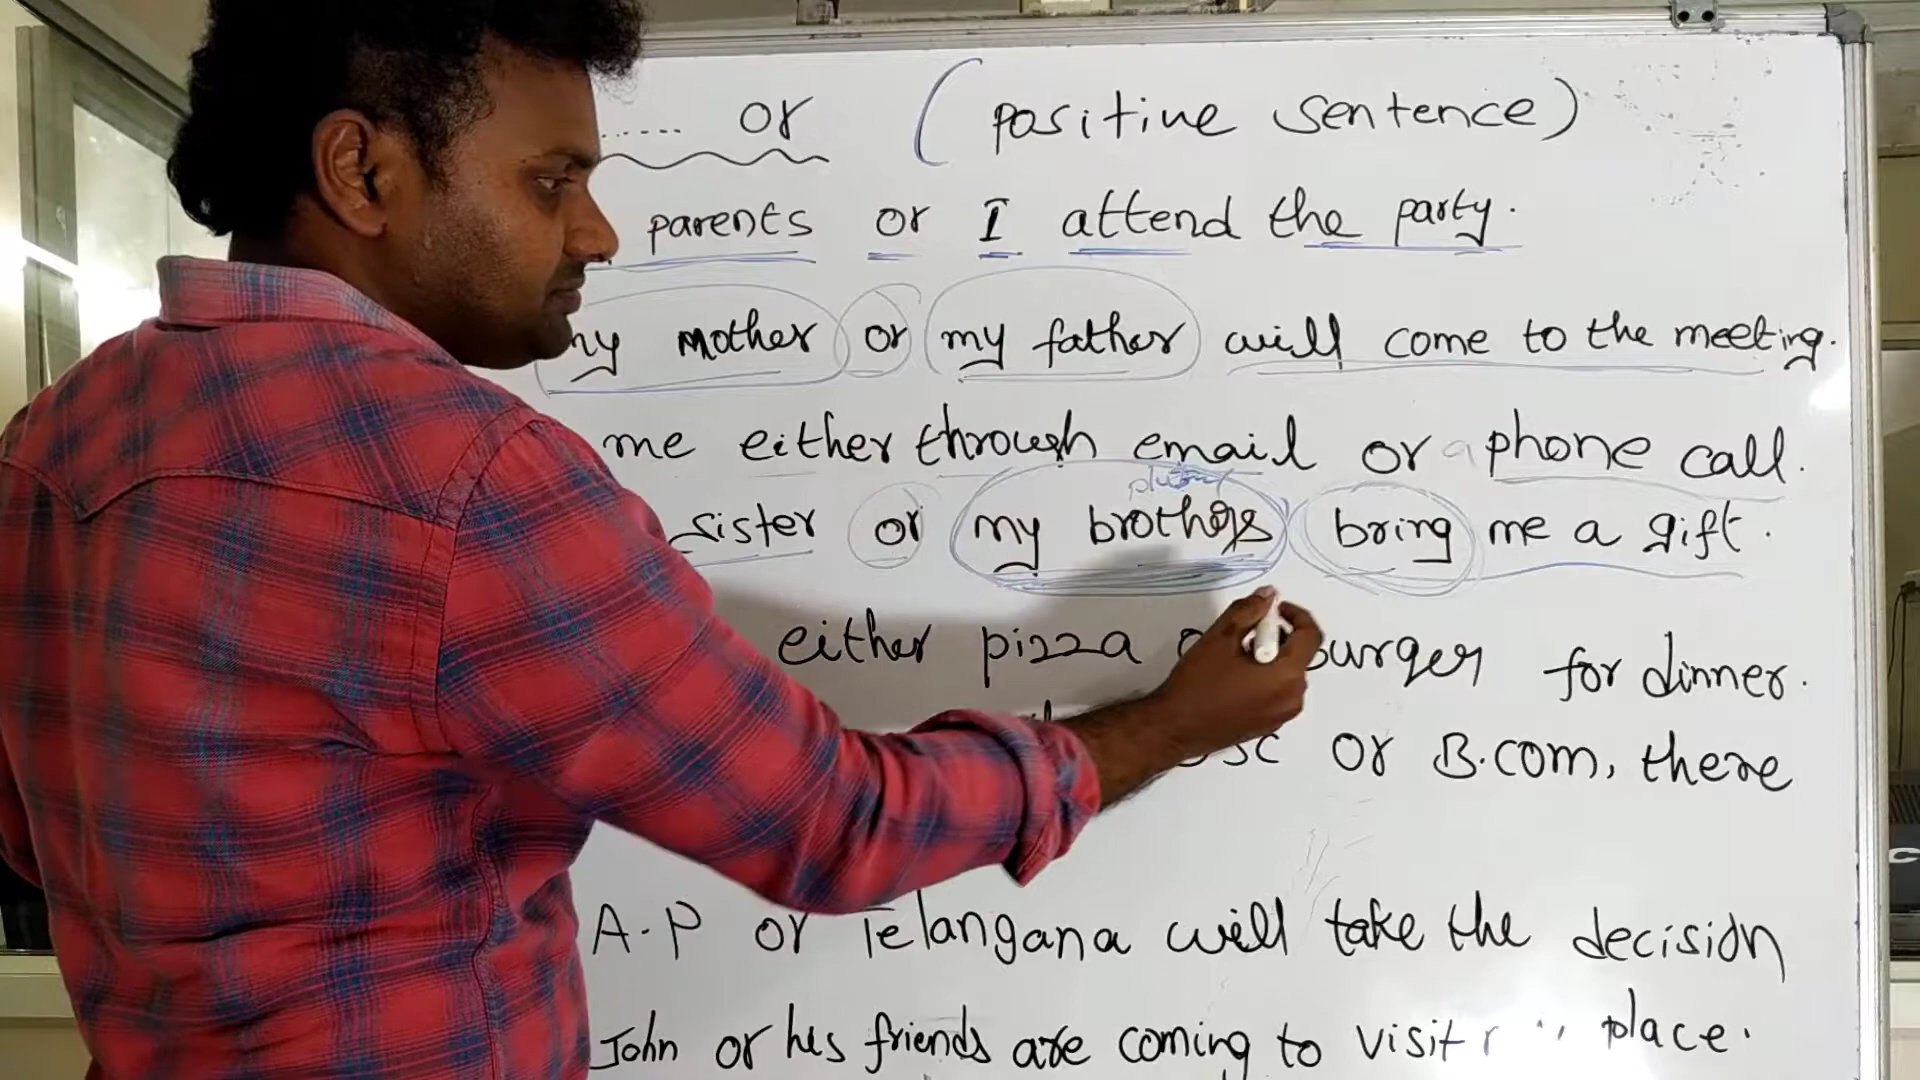 ...... or (positive sentence)
parents or I attend the party.
my mother or my father will come to the meeting.
me either through email or a phone call.
plural
sister or my brothers bring me a gift.
either pizza burger for dinner.
or B.com, there
A.P or Telangana will take the decision
John or his friends are coming to visit place.